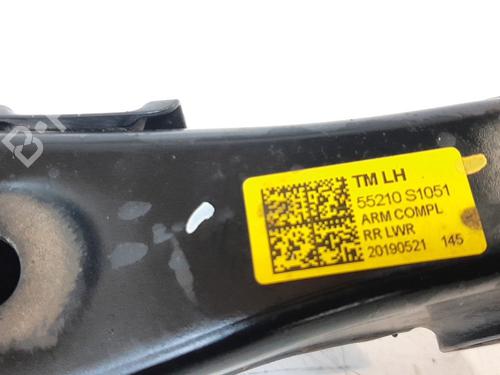 TM LH
55210 S1051
ARM COMPL
RR LWR
20190521 145